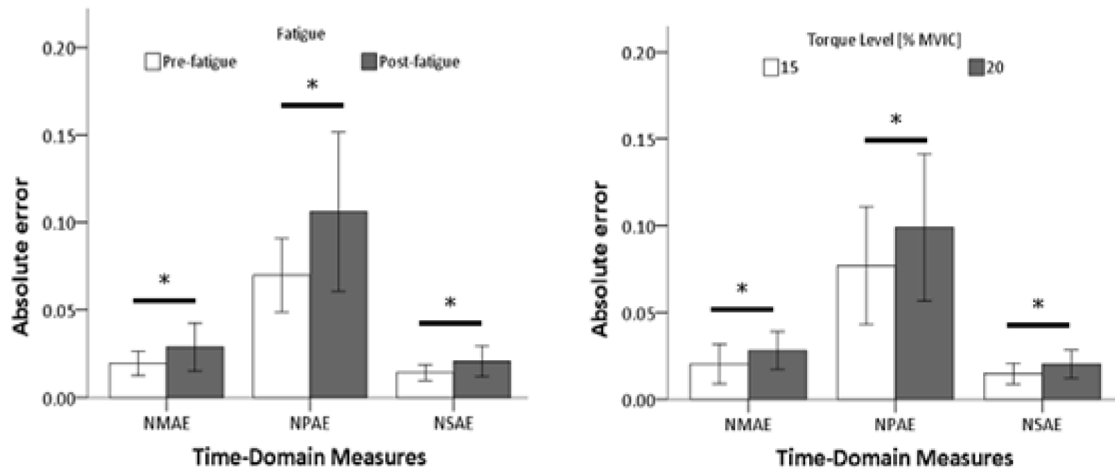 Fatigue
Pre-fatigue
Post-fatigue
Absolute error
0.20
0.15
0.10
0.05
0.00
*
*
*
NMAE
NPAE
NSAE
Time-Domain Measures
Torque Level [% MVIC]
15
20
Absolute error
0.20
0.15
0.10
0.05
0.00
*
*
*
NMAE
NPAE
NSAE
Time-Domain Measures